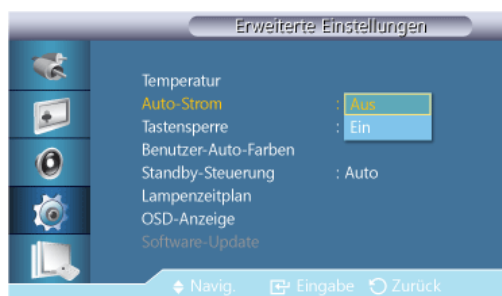 Erweiterte Einstellungen
Temperatur
Auto-Strom : Aus
Tastensperre : Ein
Benutzer-Auto-Farben
Standby-Steuerung : Auto
Lampenzeitplan
OSD-Anzeige
Software-Update
Navig. Eingabe Zurück